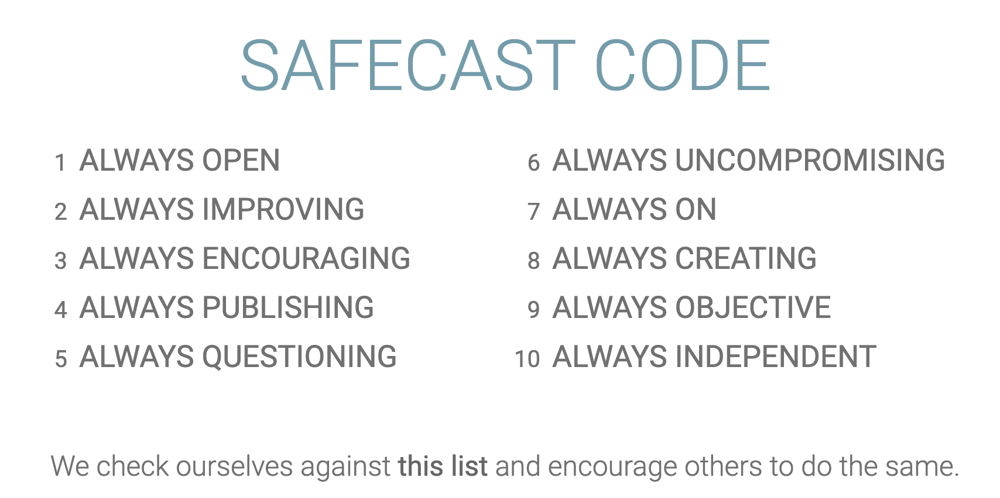 SAFECAST CODE
1 ALWAYS OPEN
2 ALWAYS IMPROVING
3 ALWAYS ENCOURAGING
4 ALWAYS PUBLISHING
5 ALWAYS QUESTIONING
6 ALWAYS UNCOMPROMISING
7 ALWAYS ON
8 ALWAYS CREATING
9 ALWAYS OBJECTIVE
10 ALWAYS INDEPENDENT
We check ourselves against this list and encourage others to do the same.